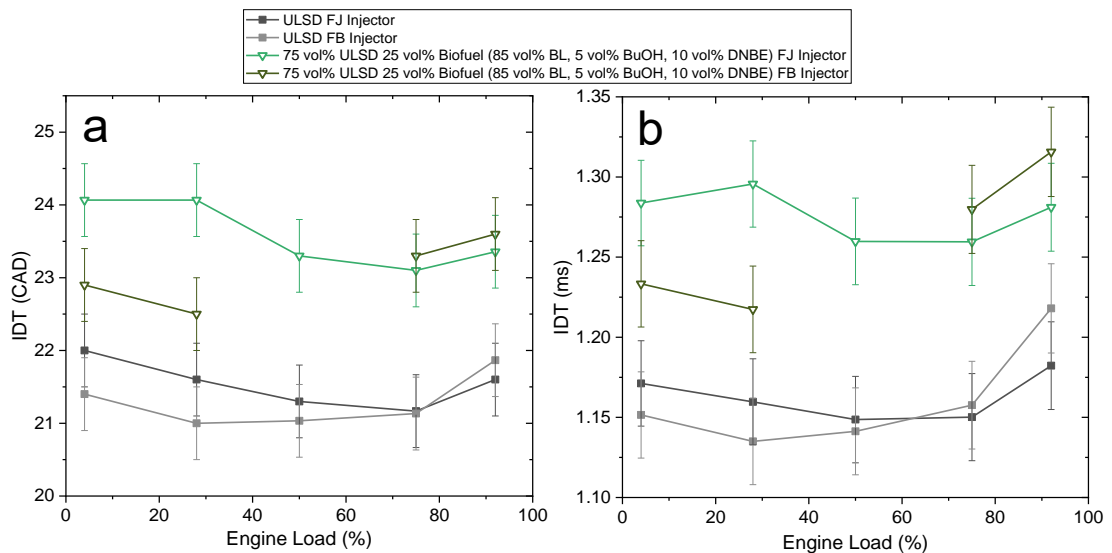 ULSD FJ Injector
ULSD FB Injector
75 vol% ULSD 25 vol% Biofuel (85 vol% BL, 5 vol% BuOH, 10 vol% DNBE) FJ Injector
75 vol% ULSD 25 vol% Biofuel (85 vol% BL, 5 vol% BuOH, 10 vol% DNBE) FB Injector
a
25
24
23
22
21
20
IDT (CAD)
0 20 40 60 80 100
Engine Load (%)
b
1.35
1.30
1.25
1.20
1.15
1.10
IDT (ms)
0 20 40 60 80 100
Engine Load (%)